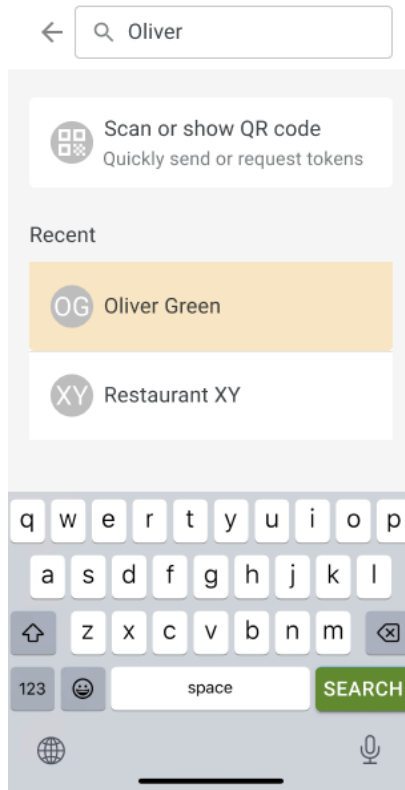 Oliver
Scan or show QR code
Quickly send or request tokens
Recent
OG Oliver Green
XY Restaurant XY
q w e r t y u i o p
a s d f g h j k l
z x c v b n m
123 space SEARCH